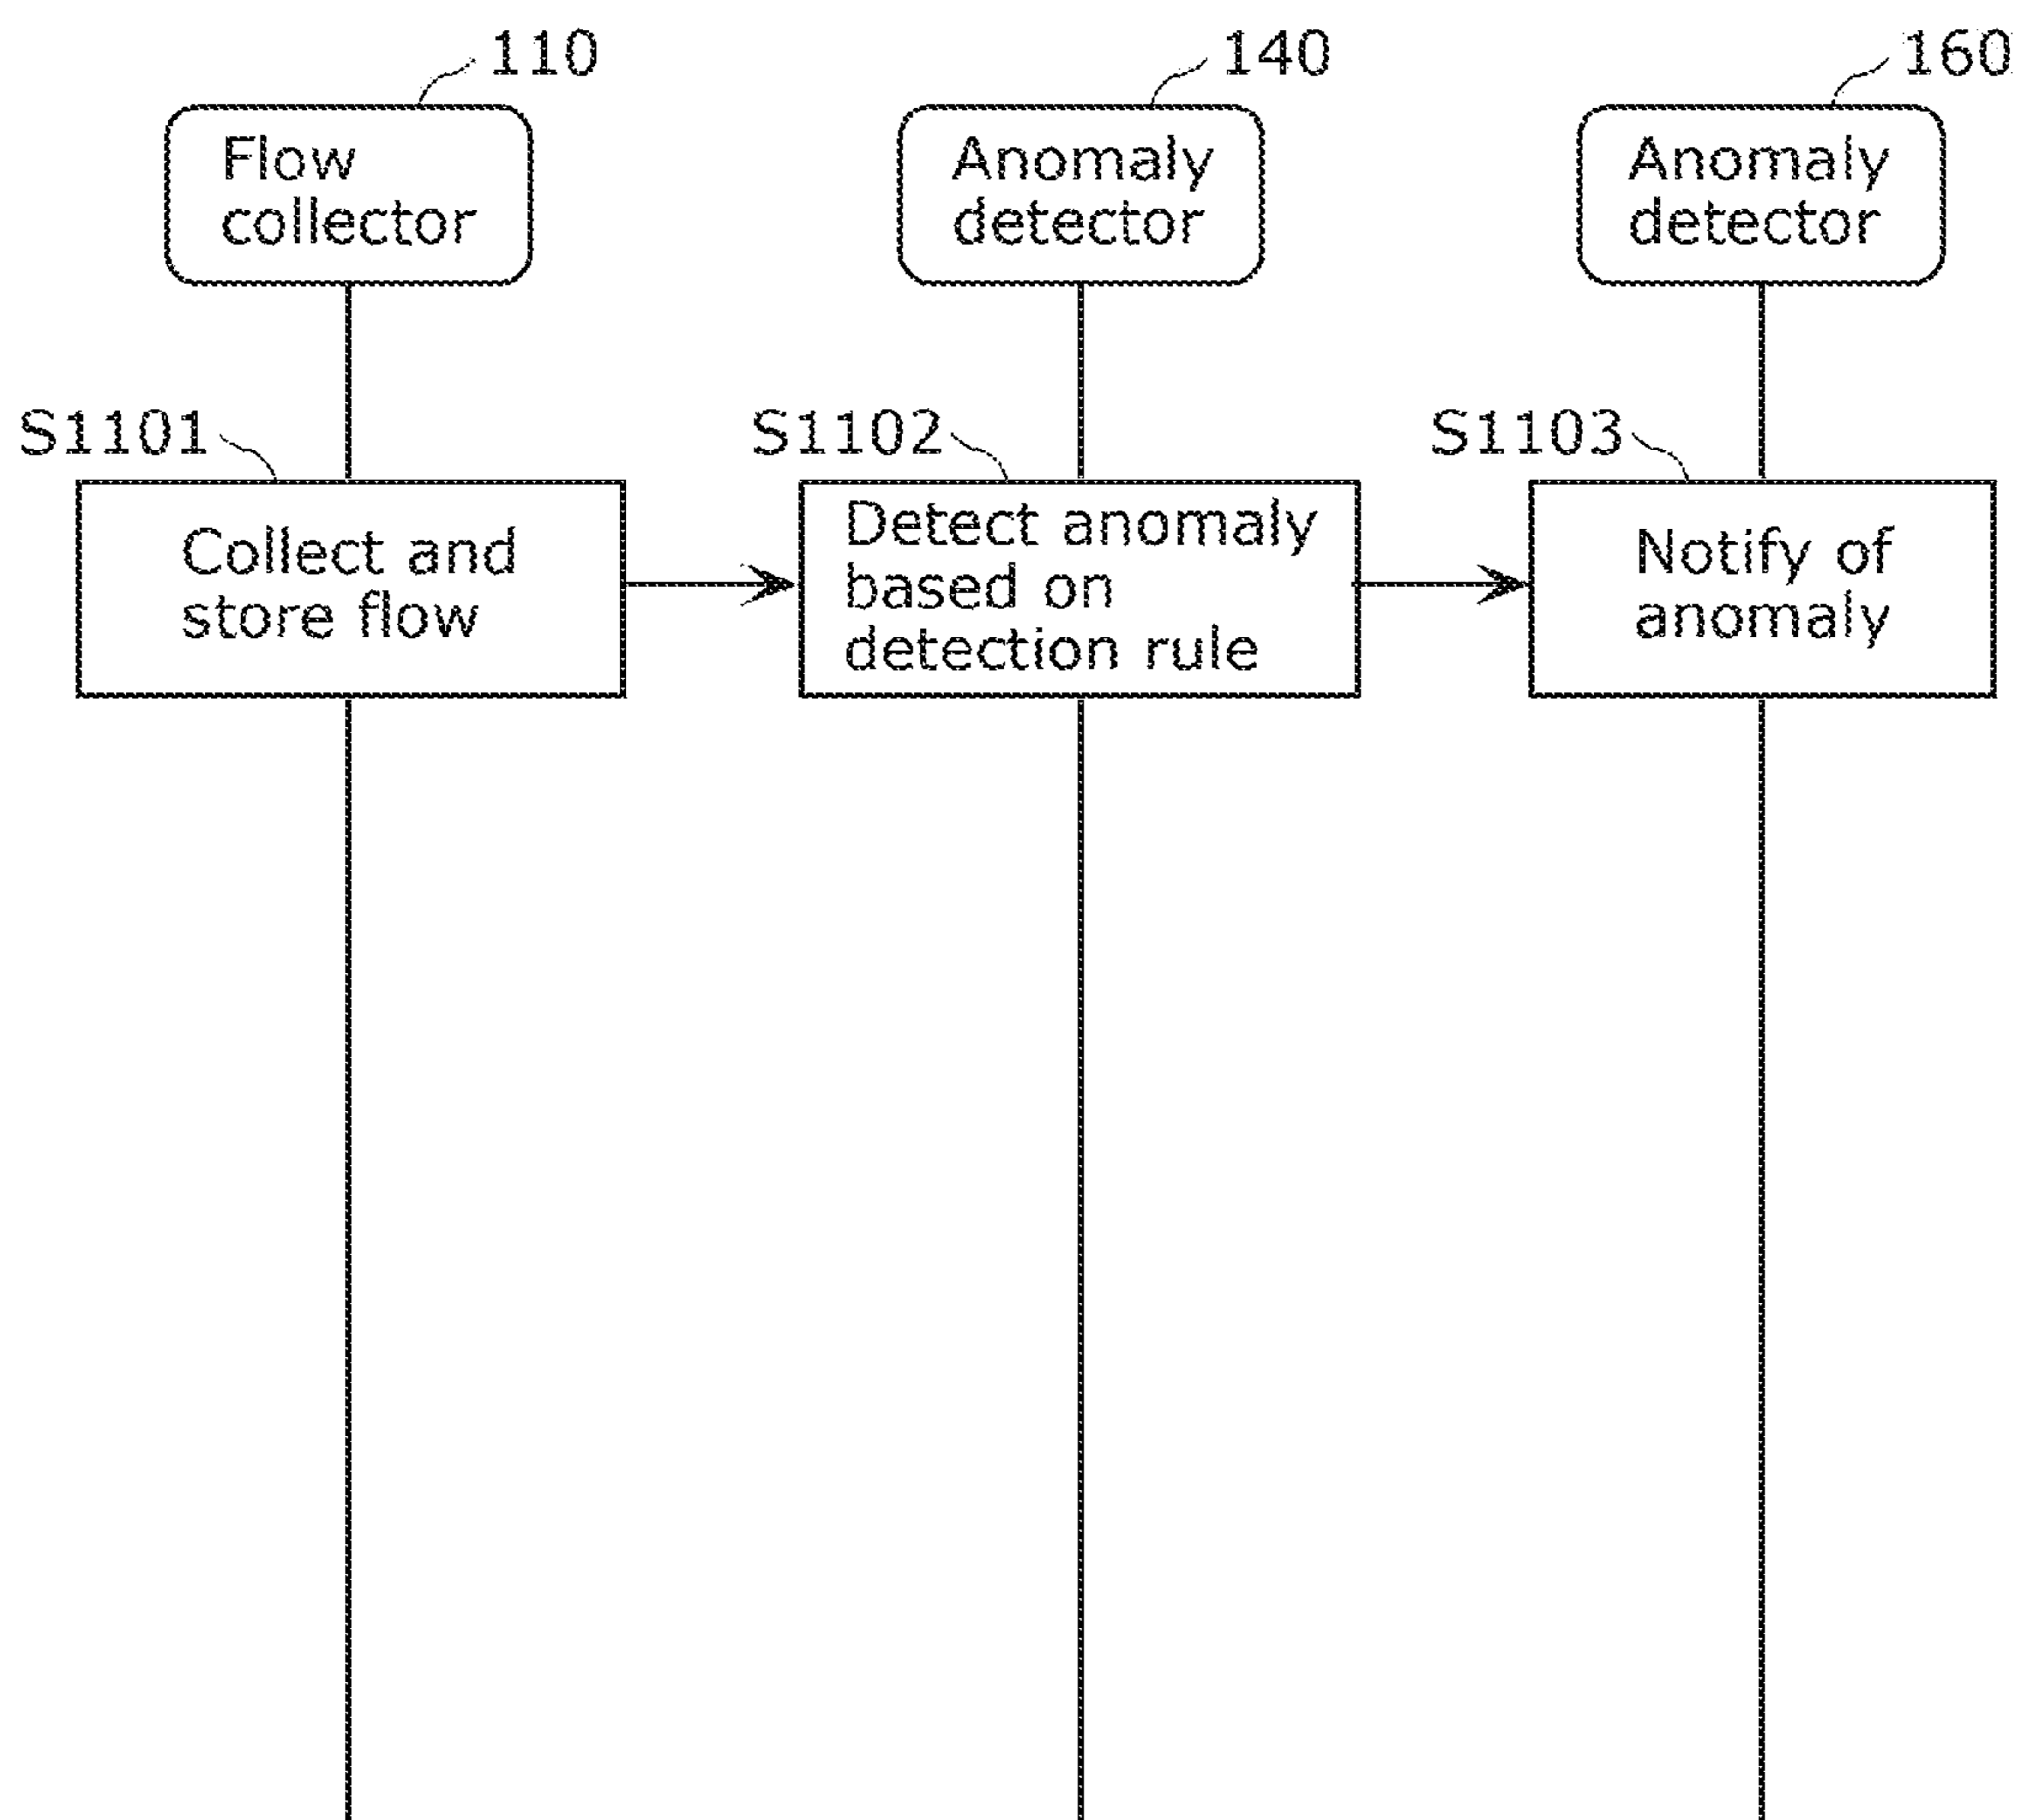 110
140
160
Flow
collector
Anomaly
detector
Anomaly
detector
S1101
S1102
S1103
Collect and
store flow
Detect anomaly
based on
detection rule
Notify of
anomaly